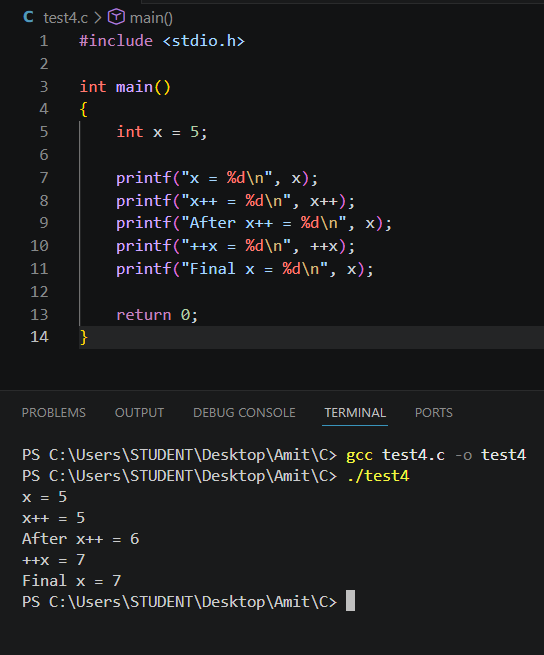 C test4.c > main()
1 #include <stdio.h>
2
3 int main()
4 {
5     int x = 5;
6
7     printf("x = %d\n", x);
8     printf("x++ = %d\n", x++);
9     printf("After x++ = %d\n", x);
10     printf("++x = %d\n", ++x);
11     printf("Final x = %d\n", x);
12
13     return 0;
14 }
PROBLEMS OUTPUT DEBUG CONSOLE TERMINAL PORTS
PS C:\Users\STUDENT\Desktop\Amit\C> gcc test4.c -o test4
PS C:\Users\STUDENT\Desktop\Amit\C> ./test4
x = 5
x++ = 5
After x++ = 6
++x = 7
Final x = 7
PS C:\Users\STUDENT\Desktop\Amit\C>